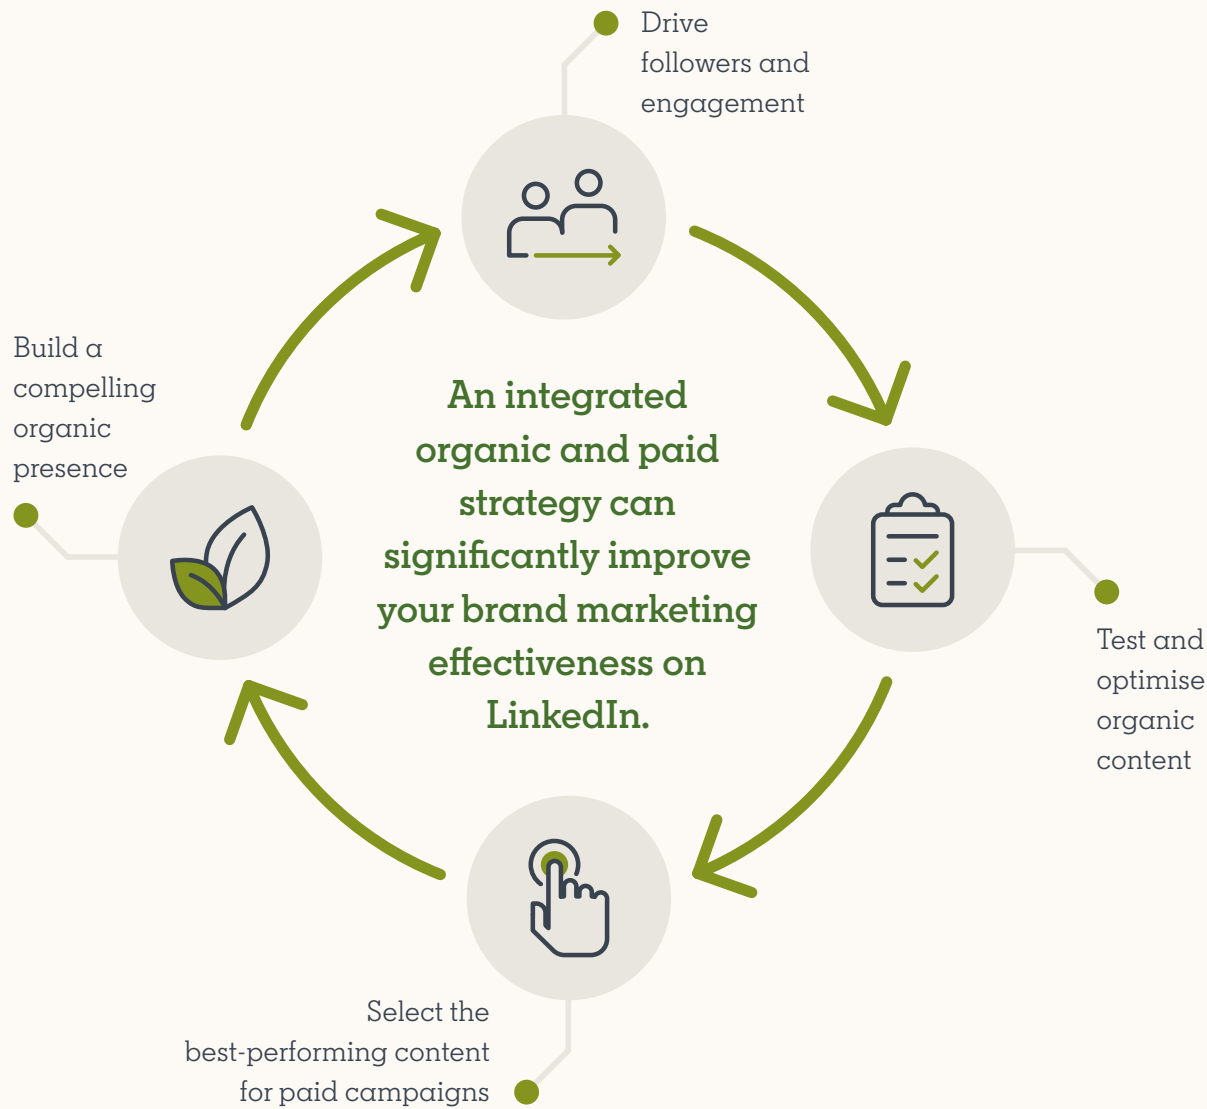 Drive
followers and
engagement
Build a
compelling
organic
presence
An integrated
organic and paid
strategy can
significantly improve
your brand marketing
effectiveness on
LinkedIn.
Test and
optimise
organic
content
Select the
best-performing content
for paid campaigns